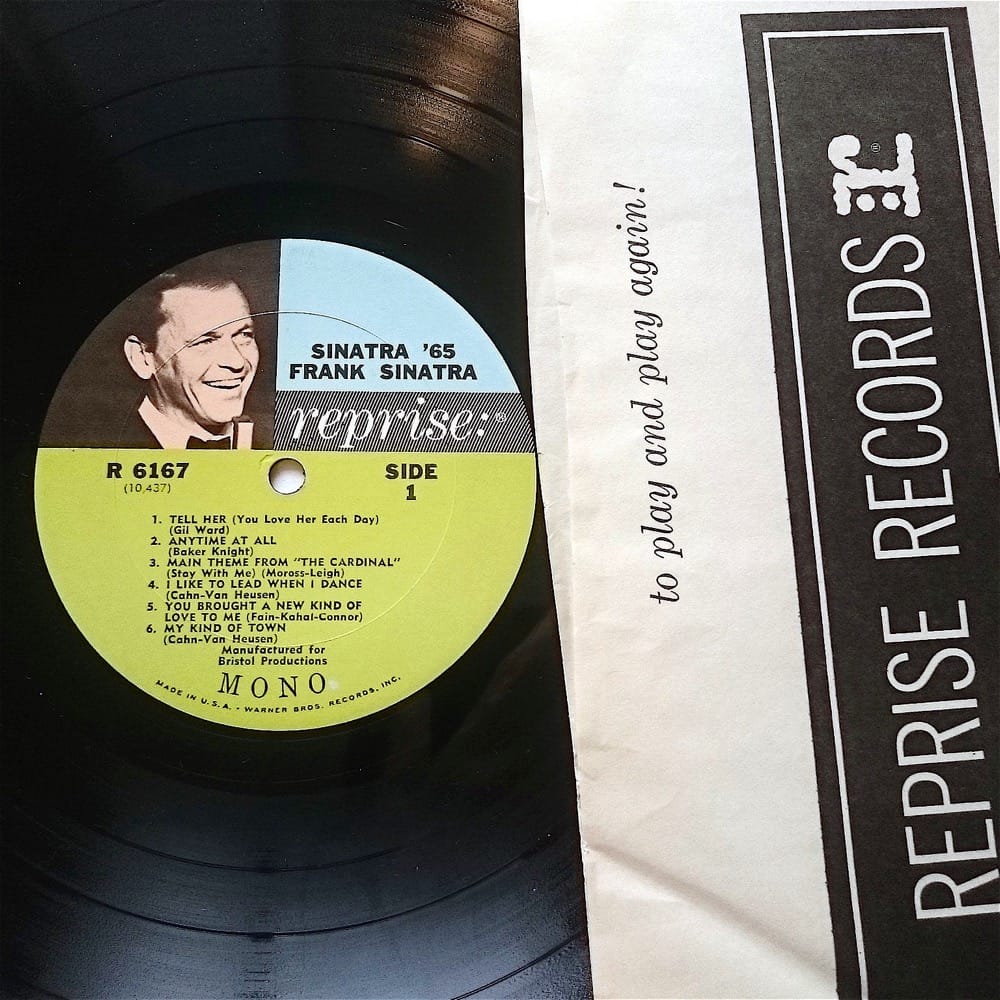 SINATRA '65
FRANK SINATRA
reprise:®
R 6167
(10,437)
SIDE
1
1. TELL HER (You Love Her Each Day)
(Gil Ward)
2. ANYTIME AT ALL
(Baker Knight)
3. MAIN THEME FROM "THE CARDINAL"
(Stay With Me) (Moross-Leigh)
4. I LIKE TO LEAD WHEN I DANCE
(Cahn-Van Heusen)
5. YOU BROUGHT A NEW KIND OF
LOVE TO ME (Fain-Kahal-Connor)
6. MY KIND OF TOWN
(Cahn-Van Heusen)
Manufactured for
Bristol Productions
MONO
MADE IN U.S.A. - WARNER BROS. RECORDS, INC.
to play and play again!
REPRISE RECORDS r: ®